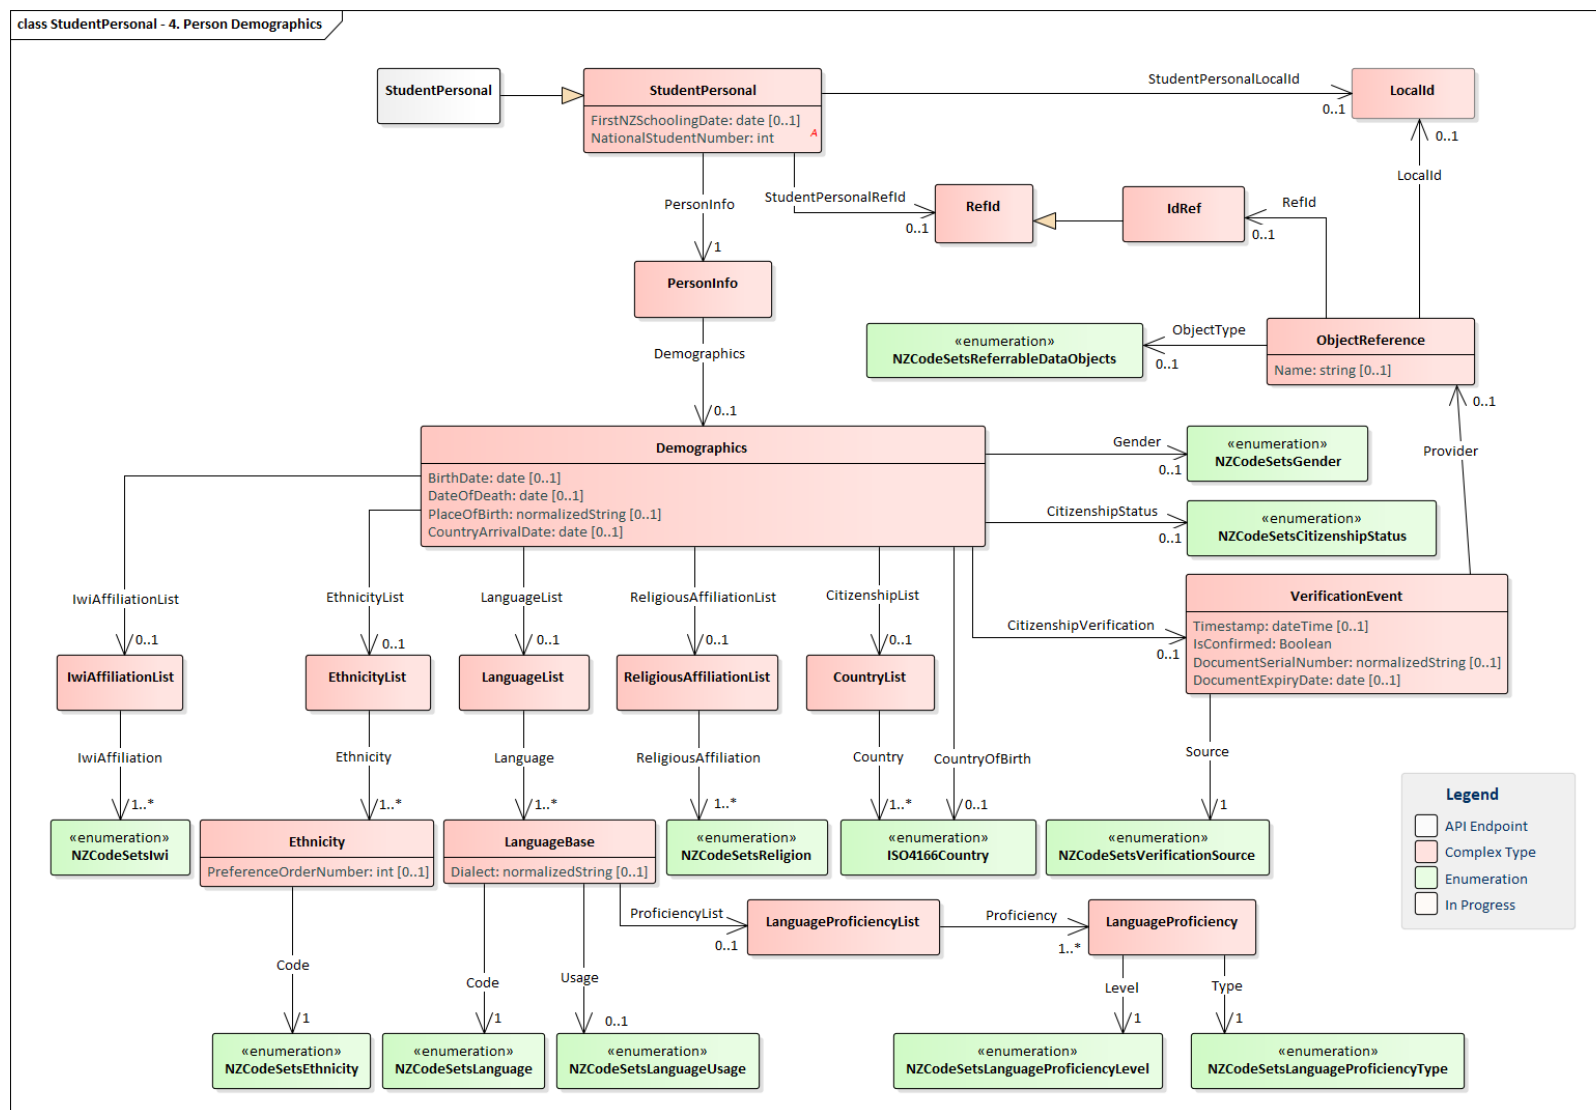 class StudentPersonal - 4. Person Demographics
StudentPersonal
StudentPersonal
FirstNZSchoolingDate: date [0..1]
NationalStudentNumber: int
A
StudentPersonalLocalId
0..1
LocalId
0..1
LocalId
PersonInfo
1
StudentPersonalRefId
0..1
RefId
IdRef
RefId
0..1
PersonInfo
Demographics
0..1
«enumeration»
NZCodeSetsReferrableDataObjects
ObjectType
0..1
ObjectReference
Name: string [0..1]
0..1
Provider
Demographics
BirthDate: date [0..1]
DateOfDeath: date [0..1]
PlaceOfBirth: normalizedString [0..1]
CountryArrivalDate: date [0..1]
Gender
0..1
«enumeration»
NZCodeSetsGender
CitizenshipStatus
0..1
«enumeration»
NZCodeSetsCitizenshipStatus
CitizenshipVerification
0..1
VerificationEvent
Timestamp: dateTime [0..1]
IsConfirmed: Boolean
DocumentSerialNumber: normalizedString [0..1]
DocumentExpiryDate: date [0..1]
IwiAffiliationList
0..1
EthnicityList
0..1
LanguageList
0..1
ReligiousAffiliationList
0..1
CitizenshipList
0..1
IwiAffiliationList
EthnicityList
LanguageList
ReligiousAffiliationList
CountryList
IwiAffiliation
1..*
Ethnicity
1..*
Language
1..*
ReligiousAffiliation
1..*
Country
1..*
CountryOfBirth
0..1
Source
1
«enumeration»
NZCodeSetsIwi
Ethnicity
PreferenceOrderNumber: int [0..1]
LanguageBase
Dialect: normalizedString [0..1]
«enumeration»
NZCodeSetsReligion
«enumeration»
ISO4166Country
«enumeration»
NZCodeSetsVerificationSource
Legend
API Endpoint
Complex Type
Enumeration
In Progress
ProficiencyList
0..1
LanguageProficiencyList
Proficiency
1..*
LanguageProficiency
Code
1
Code
1
Usage
0..1
Level
1
Type
1
«enumeration»
NZCodeSetsEthnicity
«enumeration»
NZCodeSetsLanguage
«enumeration»
NZCodeSetsLanguageUsage
«enumeration»
NZCodeSetsLanguageProficiencyLevel
«enumeration»
NZCodeSetsLanguageProficiencyType